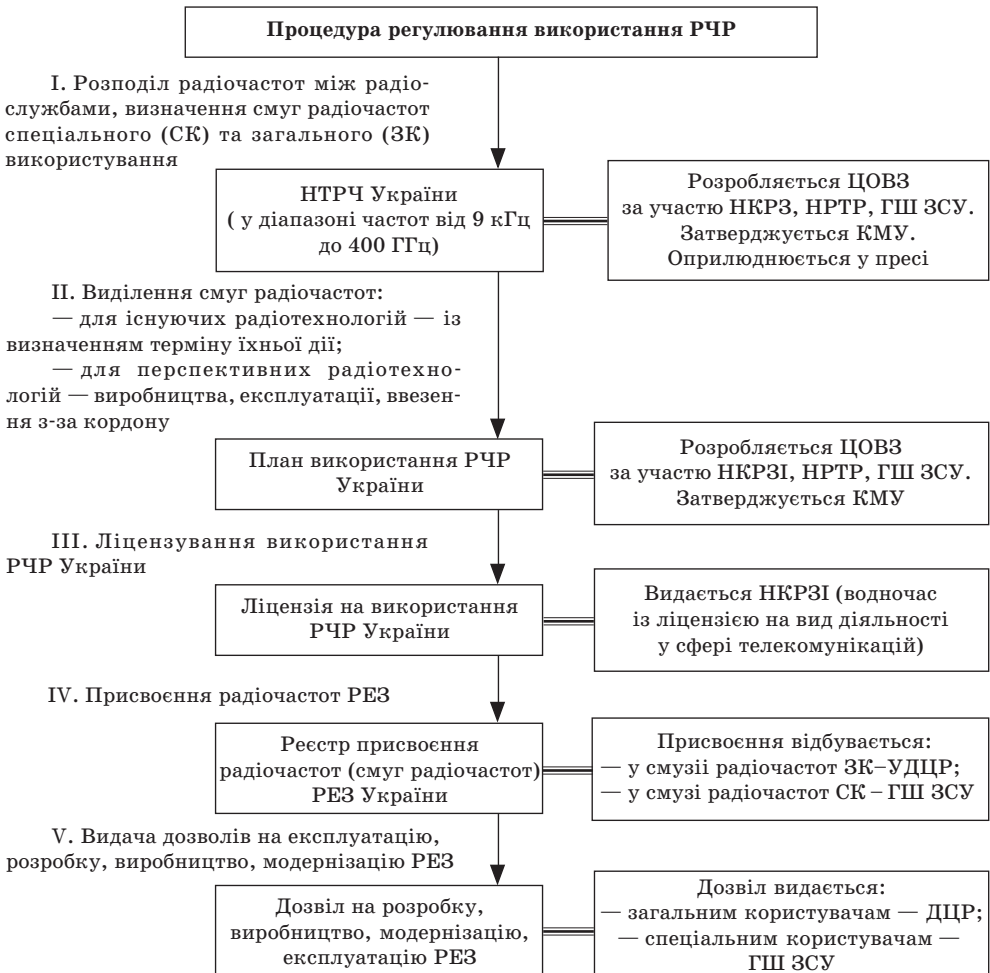 Процедура регулювання використання РЧР
І. Розподіл радіочастот між радіо-
службами, визначення смуг радіочастот
спеціального (СК) та загального (ЗК)
використування
НТРЧ України
( у діапазоні частот від 9 кГц
до 400 ГГц)
Розробляється ЦОВЗ
за участю НКРЗ, НРТР, ГШ ЗСУ.
Затверджується КМУ.
Оприлюднюється у пресі
ІІ. Виділення смуг радіочастот:
— для існуючих радіотехнологій — із
визначенням терміну їхньої дії;
— для перспективних радіотехно-
логій — виробництва, експлуатації, ввезен-
ня з-за кордону
План використання РЧР
України
Розробляється ЦОВЗ
за участю НКРЗІ, НРТР, ГШ ЗСУ.
Затверджується КМУ
ІІІ. Ліцензування використання
РЧР України
Ліцензія на використання
РЧР України
Видається НКРЗІ (водночас
із ліцензією на вид діяльності
у сфері телекомунікацій)
IV. Присвоєння радіочастот РЕЗ
Реєстр присвоєння
радіочастот (смуг радіочастот)
РЕЗ України
Присвоєння відбувається:
— у смузіі радіочастот ЗК–УДЦР;
— у смузі радіочастот СК – ГШ ЗСУ
V. Видача дозволів на експлуатацію,
розробку, виробництво, модернізацію РЕЗ
Дозвіл на розробку,
виробництво, модернізацію,
експлуатацію РЕЗ
Дозвіл видається:
— загальним користувачам — ДЦР;
— спеціальним користувачам —
ГШ ЗСУ